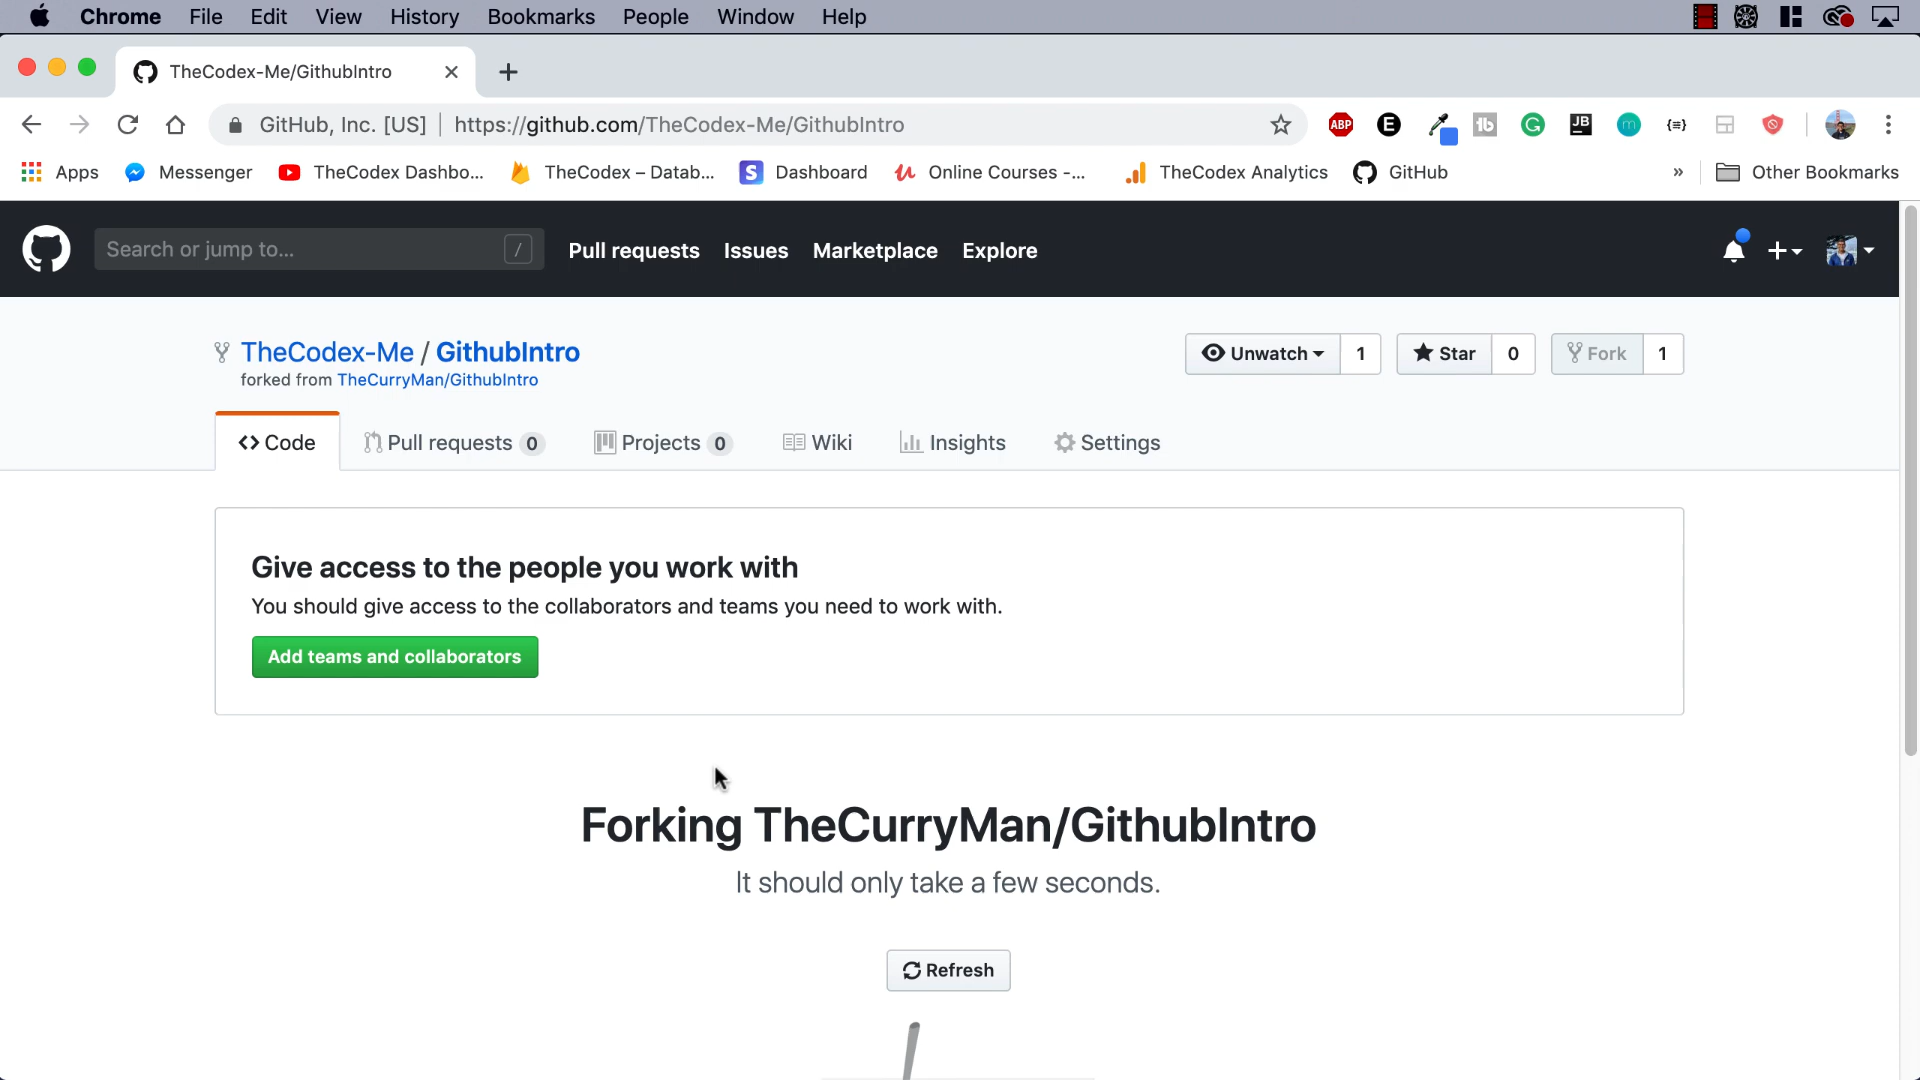 Chrome File Edit View History Bookmarks People Window Help
TheCodex-Me/GithubIntro
GitHub, Inc. [US] https://github.com/TheCodex-Me/GithubIntro ABP E tb G JB m {≡}
Apps Messenger TheCodex Dashbo... TheCodex – Datab... S Dashboard Online Courses -... TheCodex Analytics GitHub » Other Bookmarks
Search or jump to... / Pull requests Issues Marketplace Explore
TheCodex-Me / GithubIntro Unwatch 1 Star 0 Fork 1
forked from TheCurryMan/GithubIntro
Code Pull requests 0 Projects 0 Wiki Insights Settings
Give access to the people you work with
You should give access to the collaborators and teams you need to work with.
Add teams and collaborators
Forking TheCurryMan/GithubIntro
It should only take a few seconds.
Refresh